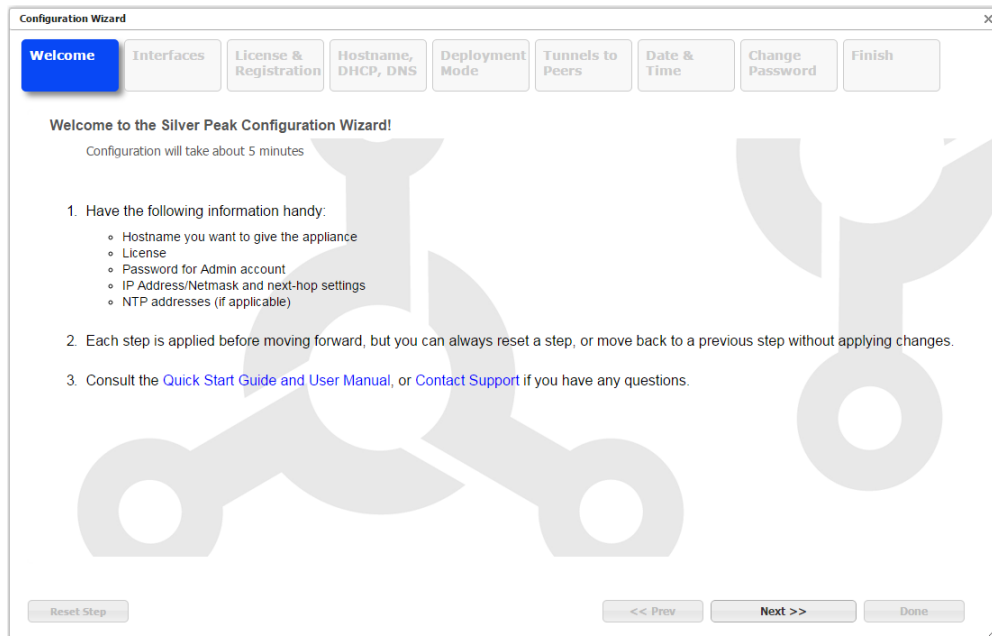 Configuration Wizard
Welcome
Interfaces
License &
Registration
Hostname,
DHCP, DNS
Deployment
Mode
Tunnels to
Peers
Date &
Time
Change
Password
Finish
Welcome to the Silver Peak Configuration Wizard!
Configuration will take about 5 minutes
1. Have the following information handy:
Hostname you want to give the appliance
License
Password for Admin account
IP Address/Netmask and next-hop settings
NTP addresses (if applicable)
2. Each step is applied before moving forward, but you can always reset a step, or move back to a previous step without applying changes.
3. Consult the Quick Start Guide and User Manual, or Contact Support if you have any questions.
Reset Step
<< Prev
Next >>
Done